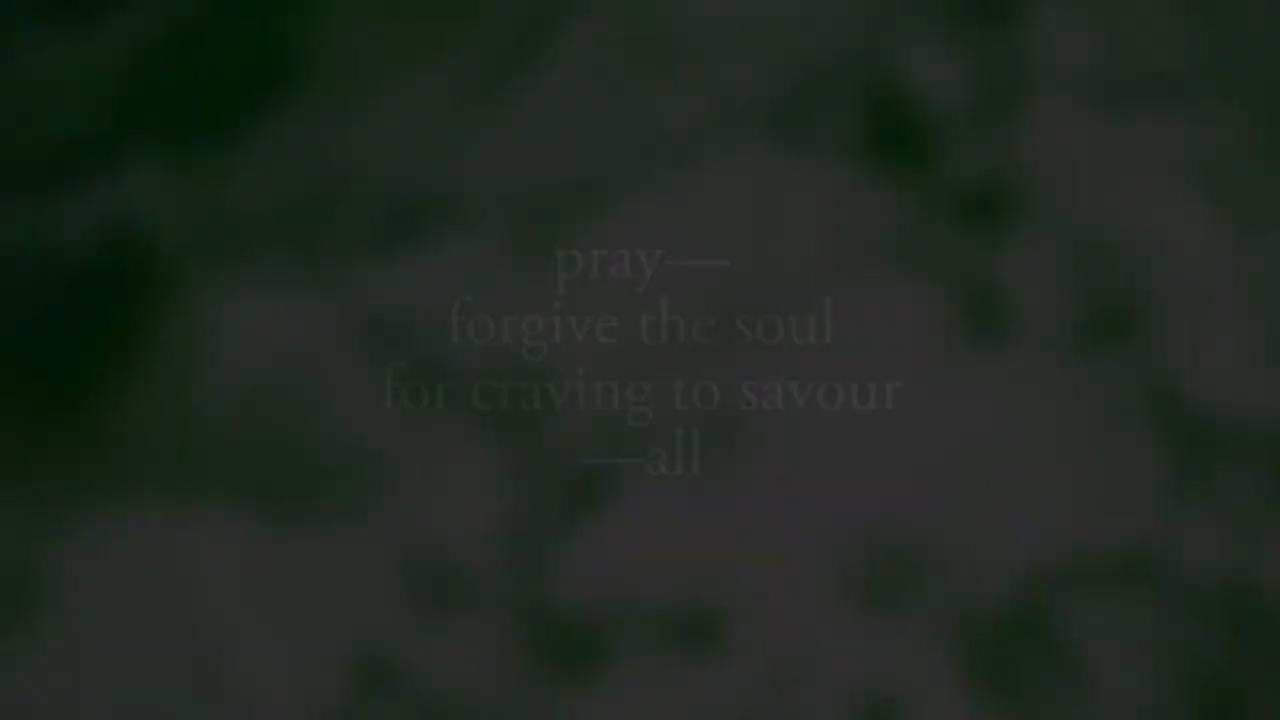 pray—
forgive the soul
for craving to savour
—all